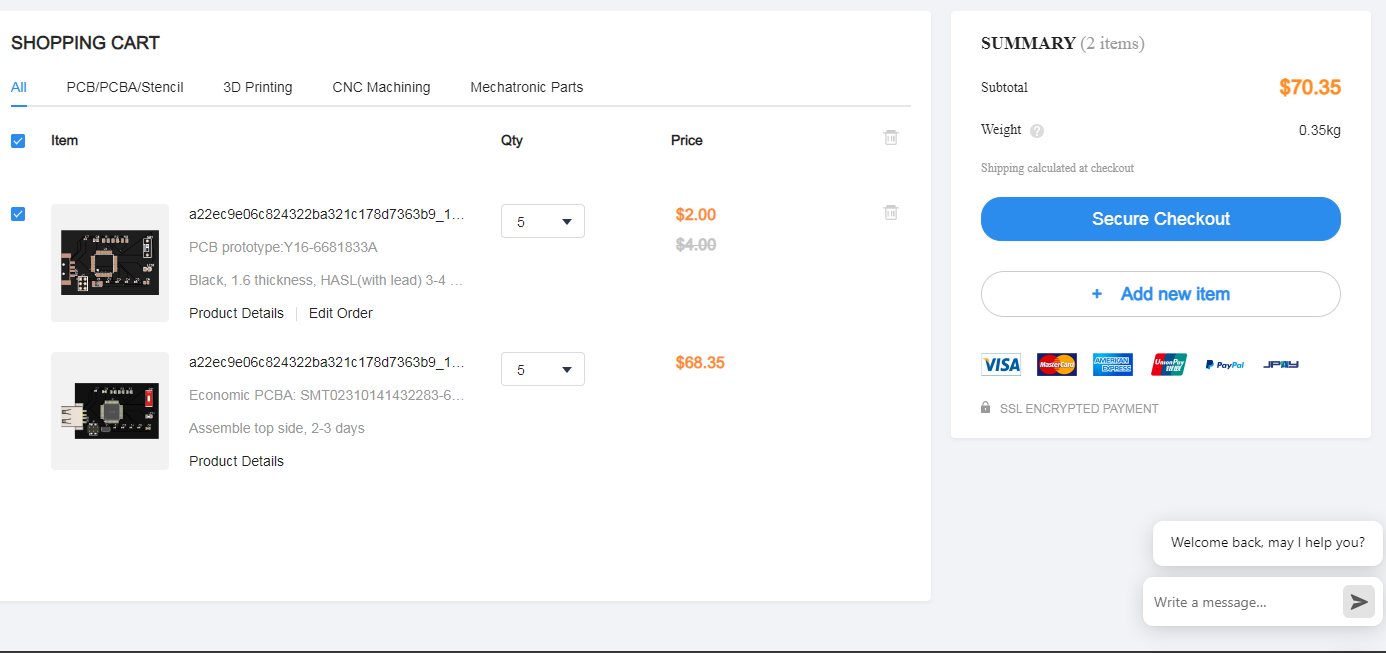 SHOPPING CART
All
PCB/PCBA/Stencil
3D Printing
CNC Machining
Mechatronic Parts
Item
Qty
Price
a22ec9e06c824322ba321c178d7363b9_1...
PCB prototype:Y16-6681833A
Black, 1.6 thickness, HASL(with lead) 3-4 ...
Product Details
Edit Order
5
$2.00
$4.00
a22ec9e06c824322ba321c178d7363b9_1...
Economic PCBA: SMT02310141432283-6...
Assemble top side, 2-3 days
Product Details
5
$68.35
SUMMARY (2 items)
Subtotal
$70.35
Weight ?
0.35kg
Shipping calculated at checkout
Secure Checkout
+ Add new item
VISA
MasterCard
AMERICAN EXPRESS
UnionPay
PayPal
JPAY
SSL ENCRYPTED PAYMENT
Welcome back, may I help you?
Write a message...